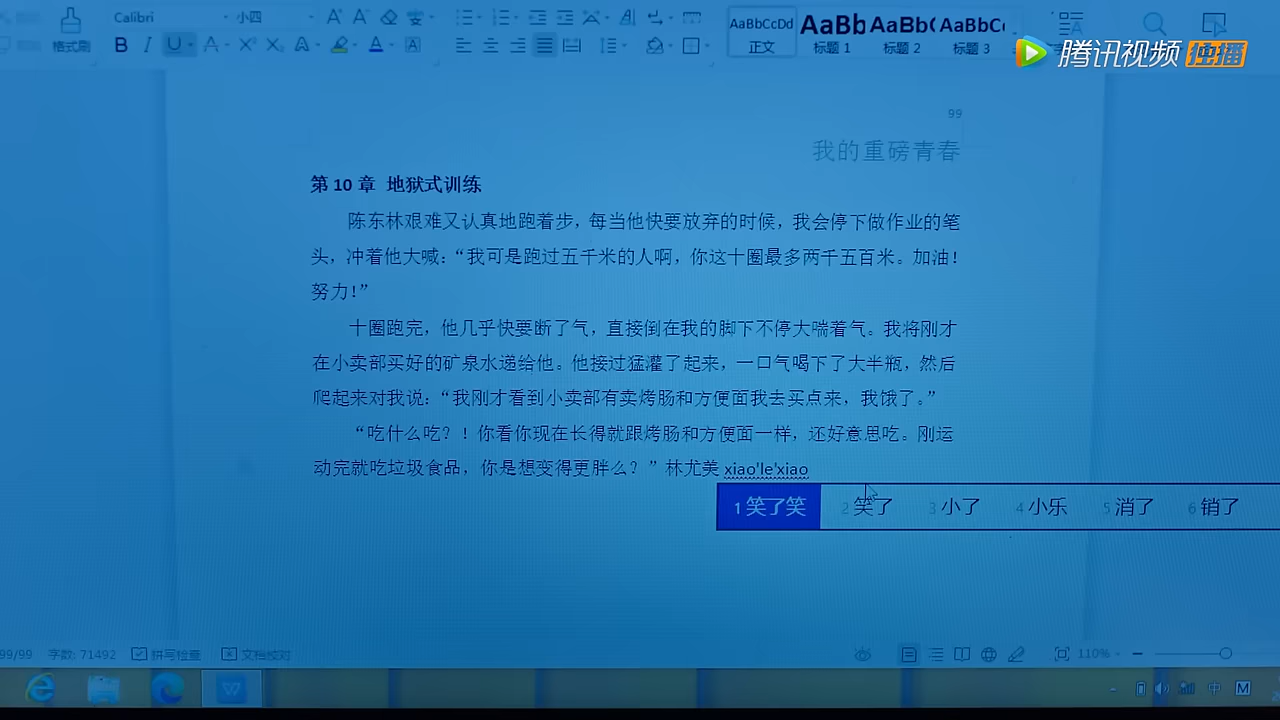 Calibri 小四
格式刷 B I U A X² X₂ A A A
AaBbCcDd AaBb AaBb( AaBbC
正文 标题 1 标题 2 标题 3
腾讯视频 独播
99
我的重磅青春
第 10 章 地狱式训练
陈东林艰难又认真地跑着步，每当他快要放弃的时候，我会停下做作业的笔
头，冲着他大喊：“我可是跑过五千米的人啊，你这十圈最多两千五百米。加油！
努力！”
十圈跑完，他几乎快要断了气，直接倒在我的脚下不停大喘着气。我将刚才
在小卖部买好的矿泉水递给他。他接过猛灌了起来，一口气喝下了大半瓶，然后
爬起来对我说：“我刚才看到小卖部有卖烤肠和方便面我去买点来，我饿了。”
“吃什么吃？！你看你现在长得就跟烤肠和方便面一样，还好意思吃。刚运
动完就吃垃圾食品，你是想变得更胖么？”林尤美 xiao'le'xiao
1 笑了笑 2 笑了 3 小了 4 小乐 5 消了 6 销了
99/99 字数: 71492 拼写检查 文档校对 110%
中 M